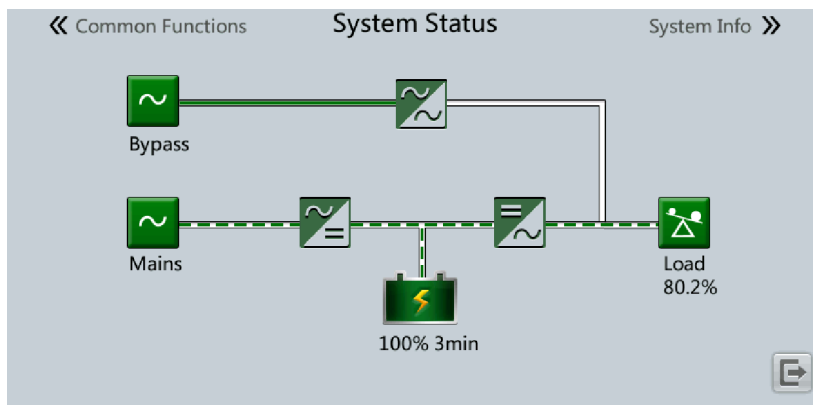 Common Functions
System Status
System Info
Bypass
Mains
Load
80.2%
100% 3min